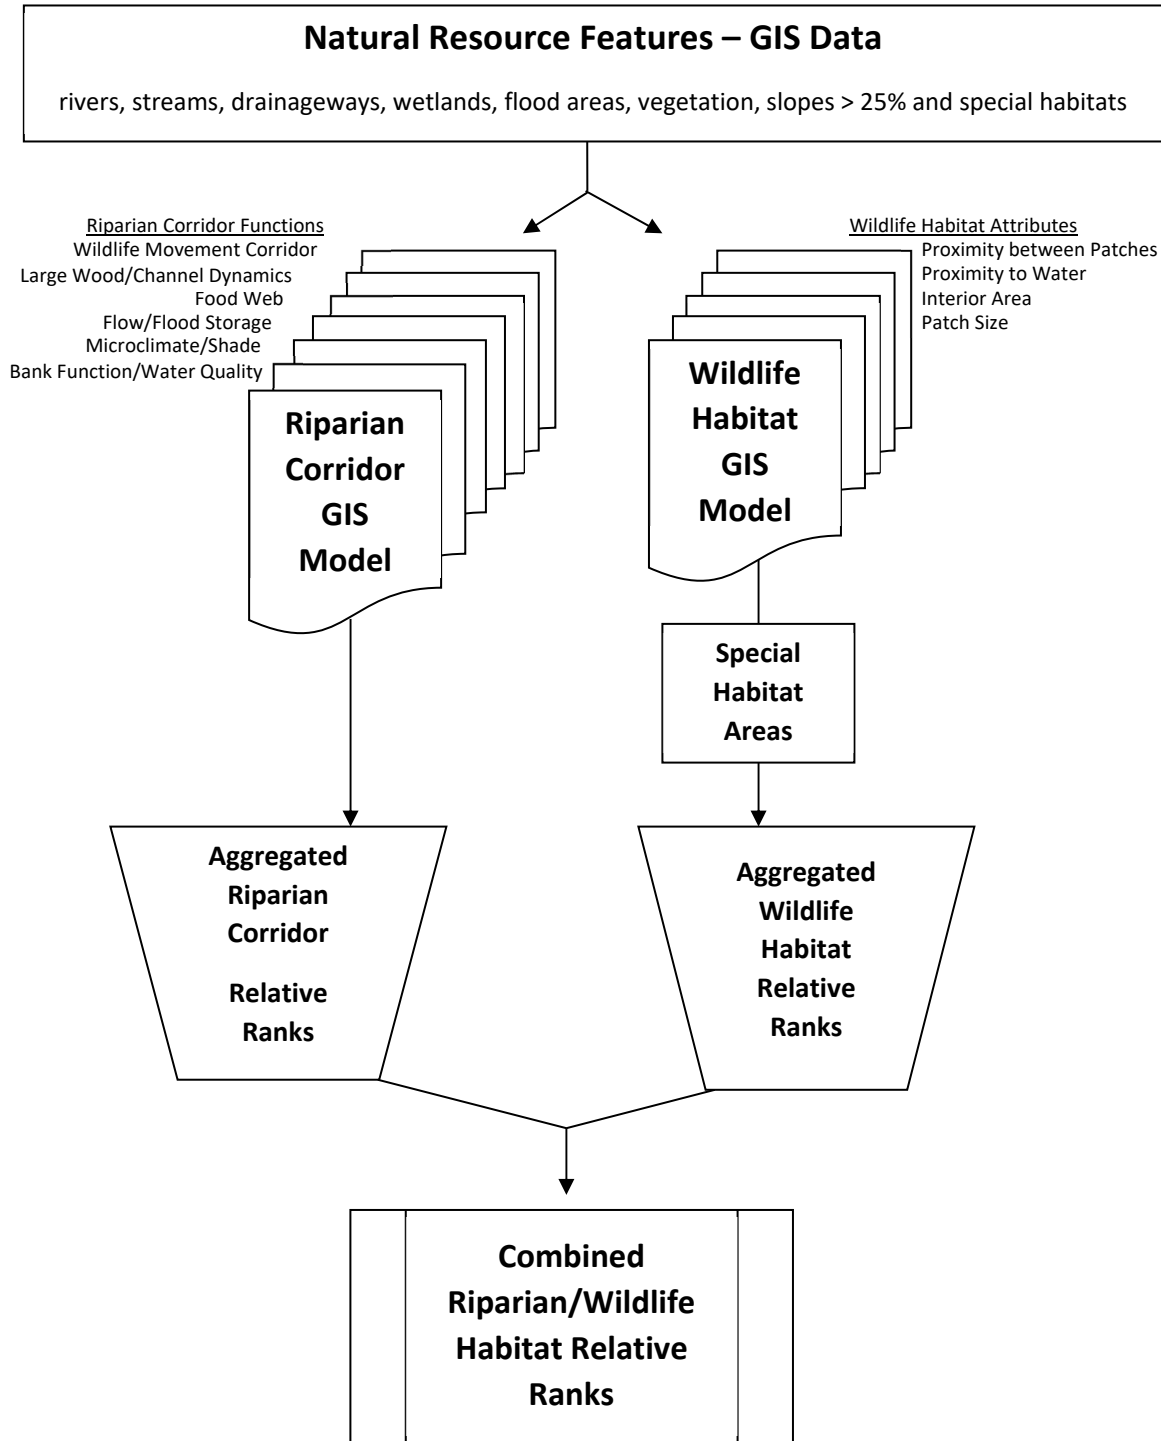 Natural Resource Features – GIS Data
rivers, streams, drainageways, wetlands, flood areas, vegetation, slopes > 25% and special habitats
Riparian Corridor Functions
Wildlife Movement Corridor
Large Wood/Channel Dynamics
Food Web
Flow/Flood Storage
Microclimate/Shade
Bank Function/Water Quality
Wildlife Habitat Attributes
Proximity between Patches
Proximity to Water
Interior Area
Patch Size
Riparian
Corridor
GIS
Model
Wildlife
Habitat
GIS
Model
Special
Habitat
Areas
Aggregated
Riparian
Corridor
Relative
Ranks
Aggregated
Wildlife
Habitat
Relative
Ranks
Combined
Riparian/Wildlife
Habitat Relative
Ranks